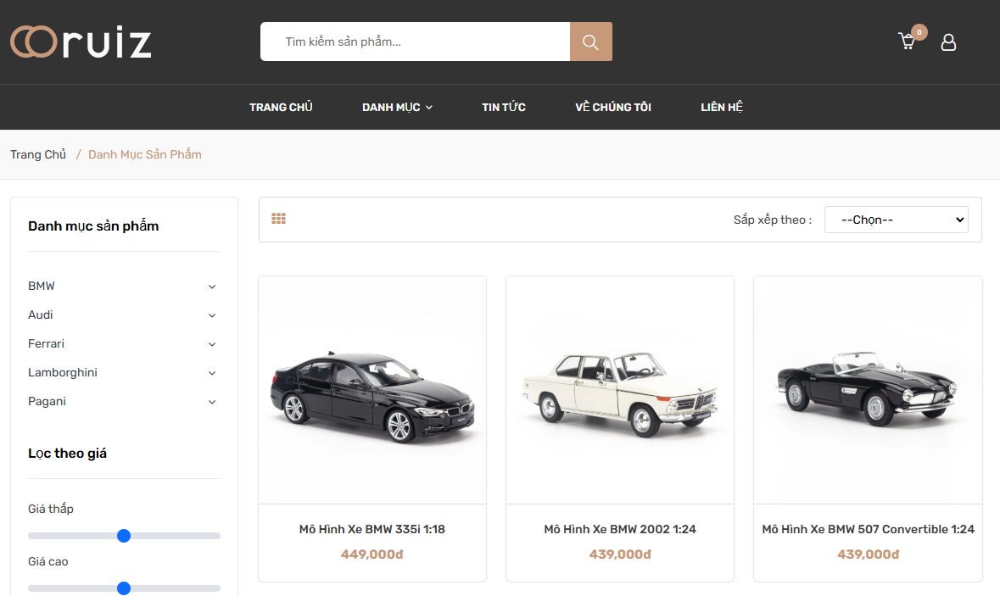 ruiz
Tìm kiếm sản phẩm...
0
TRANG CHỦ
DANH MỤC
TIN TỨC
VỀ CHÚNG TÔI
LIÊN HỆ
Trang Chủ / Danh Mục Sản Phẩm
Danh mục sản phẩm
BMW
Audi
Ferrari
Lamborghini
Pagani
Lọc theo giá
Giá thấp
Giá cao
Sắp xếp theo :
--Chọn--
Mô Hình Xe BMW 335i 1:18
449,000đ
Mô Hình Xe BMW 2002 1:24
439,000đ
Mô Hình Xe BMW 507 Convertible 1:24
439,000đ